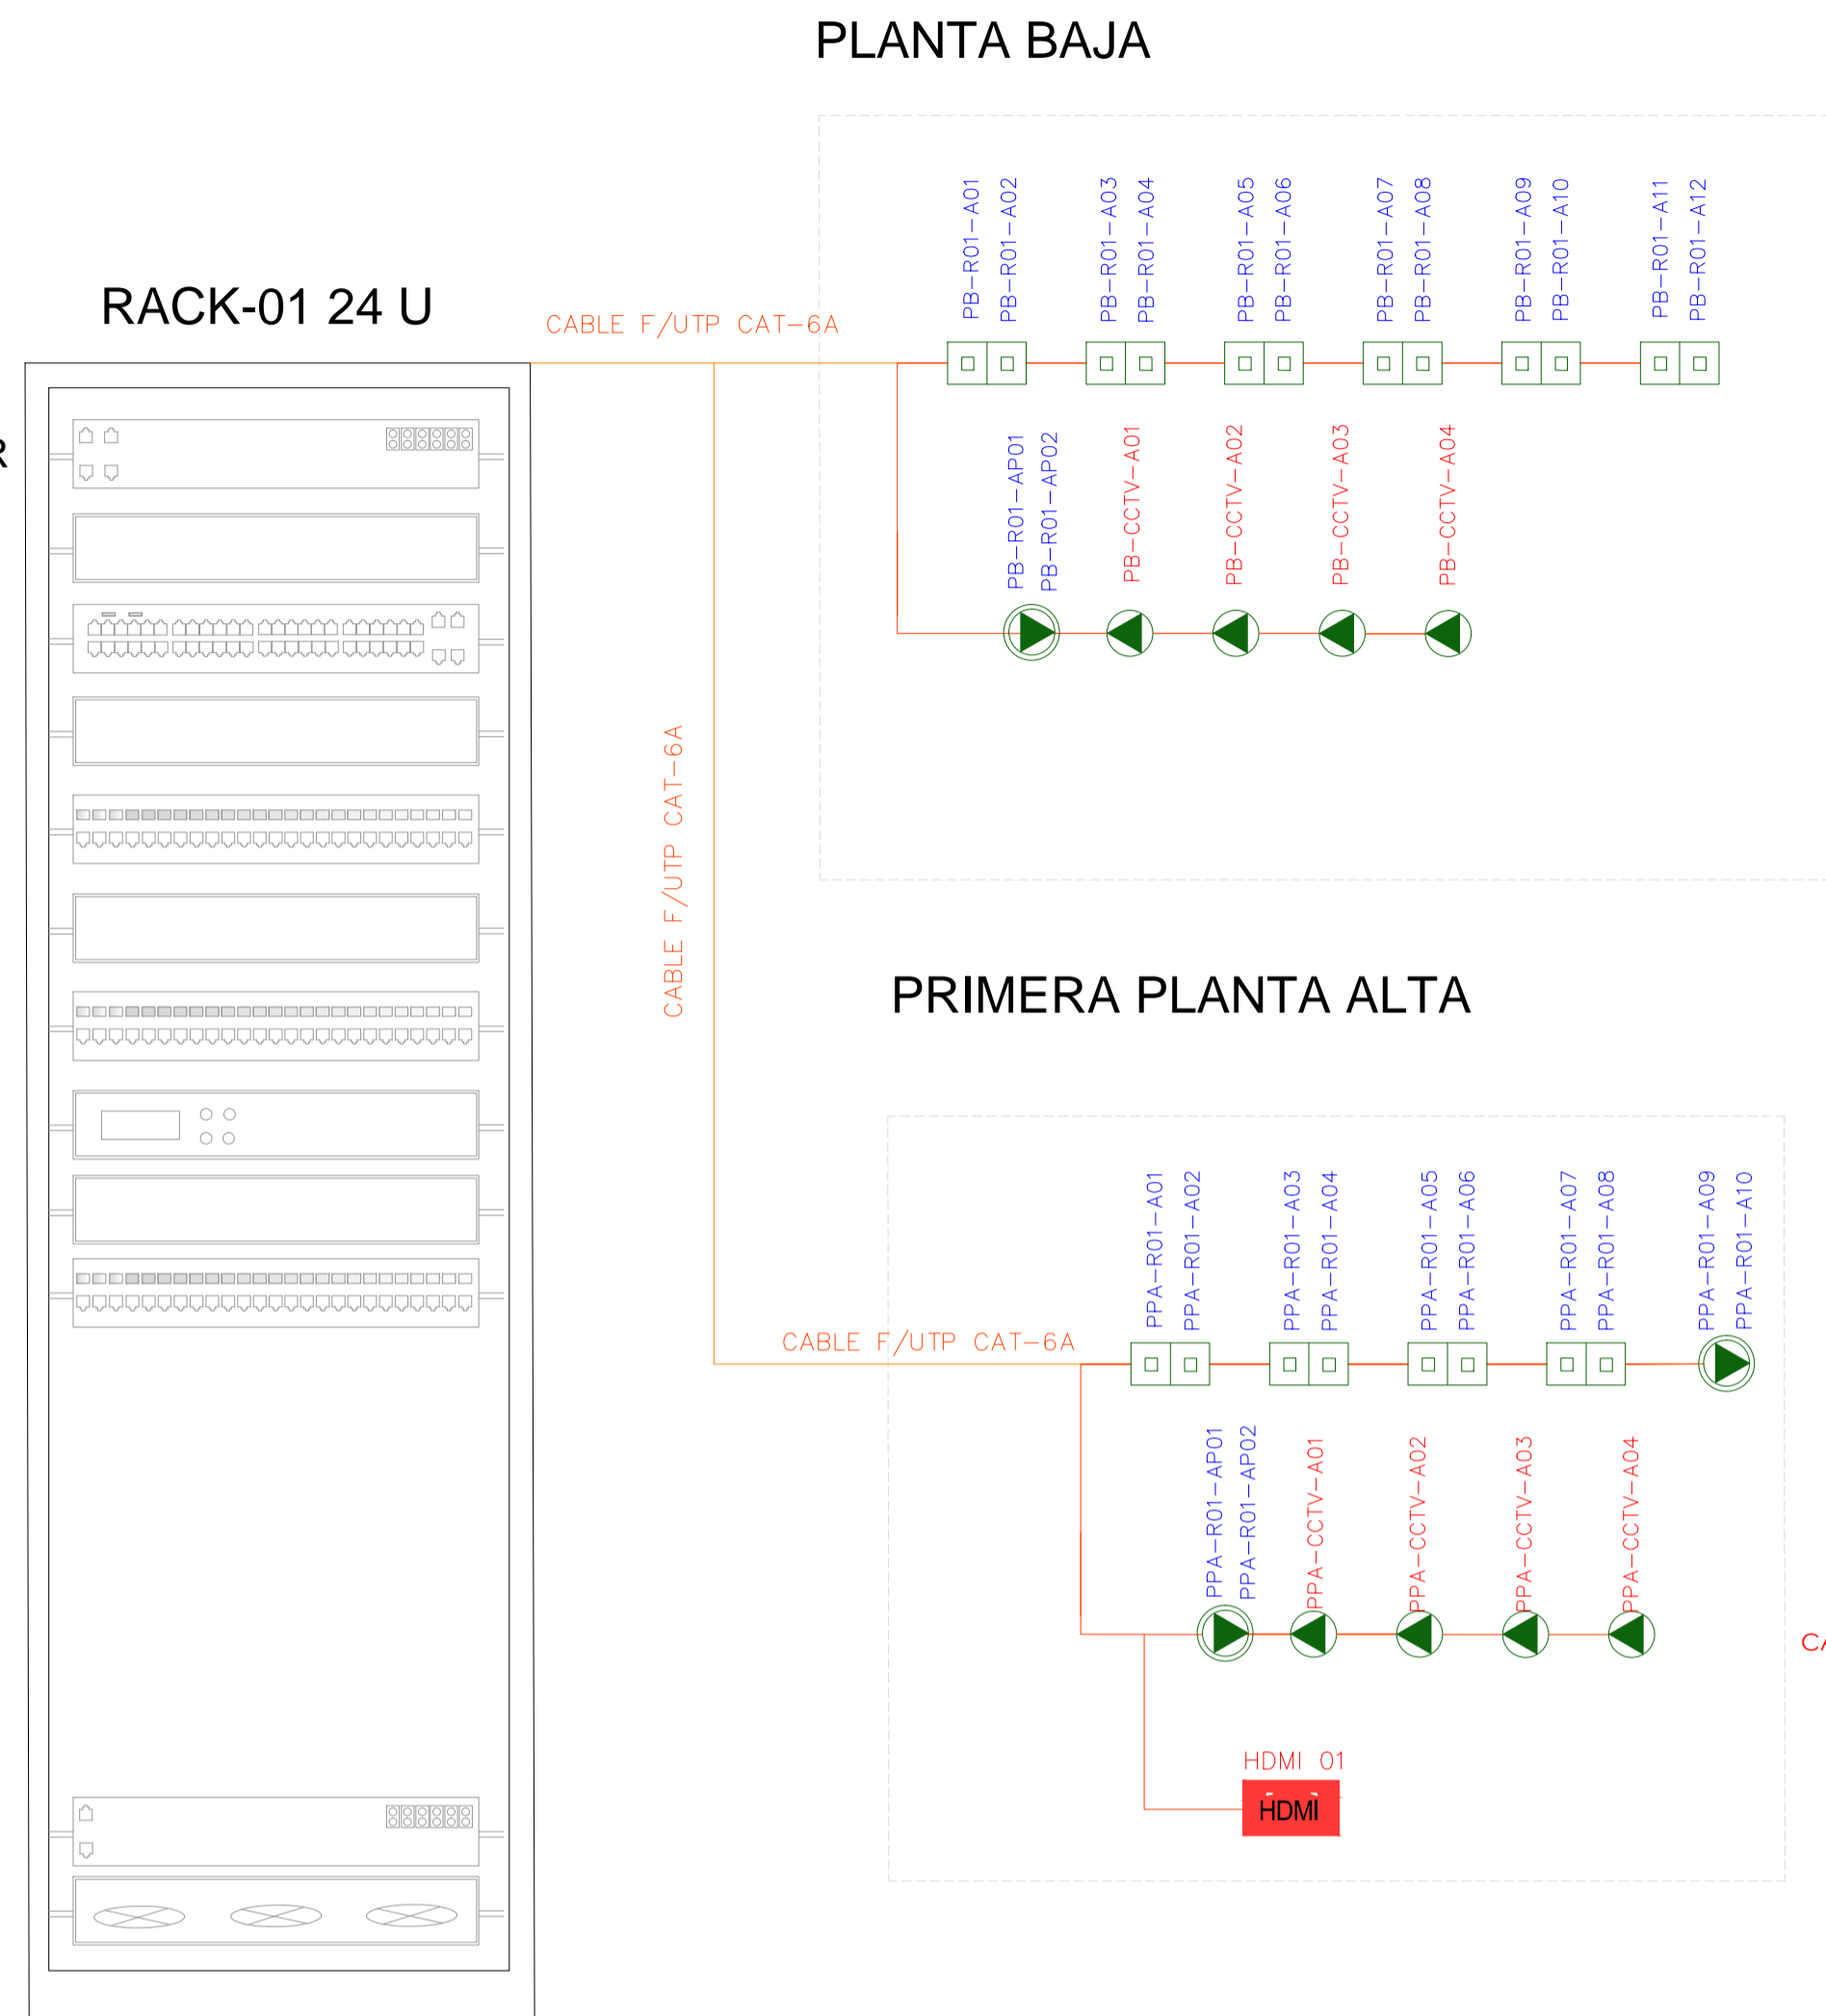 PLANTA BAJA
RACK-01 24 U
R
CABLE F/UTP CAT-6A
PB-R01-A01
PB-R01-A02
PB-R01-A03
PB-R01-A04
PB-R01-A05
PB-R01-A06
PB-R01-A07
PB-R01-A08
PB-R01-A09
PB-R01-A10
PB-R01-A11
PB-R01-A12
PB-R01-AP01
PB-R01-AP02
PB-CCTV-A01
PB-CCTV-A02
PB-CCTV-A03
PB-CCTV-A04
CABLE F/UTP CAT-6A
PRIMERA PLANTA ALTA
CABLE F/UTP CAT-6A
PPA-R01-A01
PPA-R01-A02
PPA-R01-A03
PPA-R01-A04
PPA-R01-A05
PPA-R01-A06
PPA-R01-A07
PPA-R01-A08
PPA-R01-A09
PPA-R01-A10
PPA-R01-AP01
PPA-R01-AP02
PPA-CCTV-A01
PPA-CCTV-A02
PPA-CCTV-A03
PPA-CCTV-A04
HDMI 01
HDMI